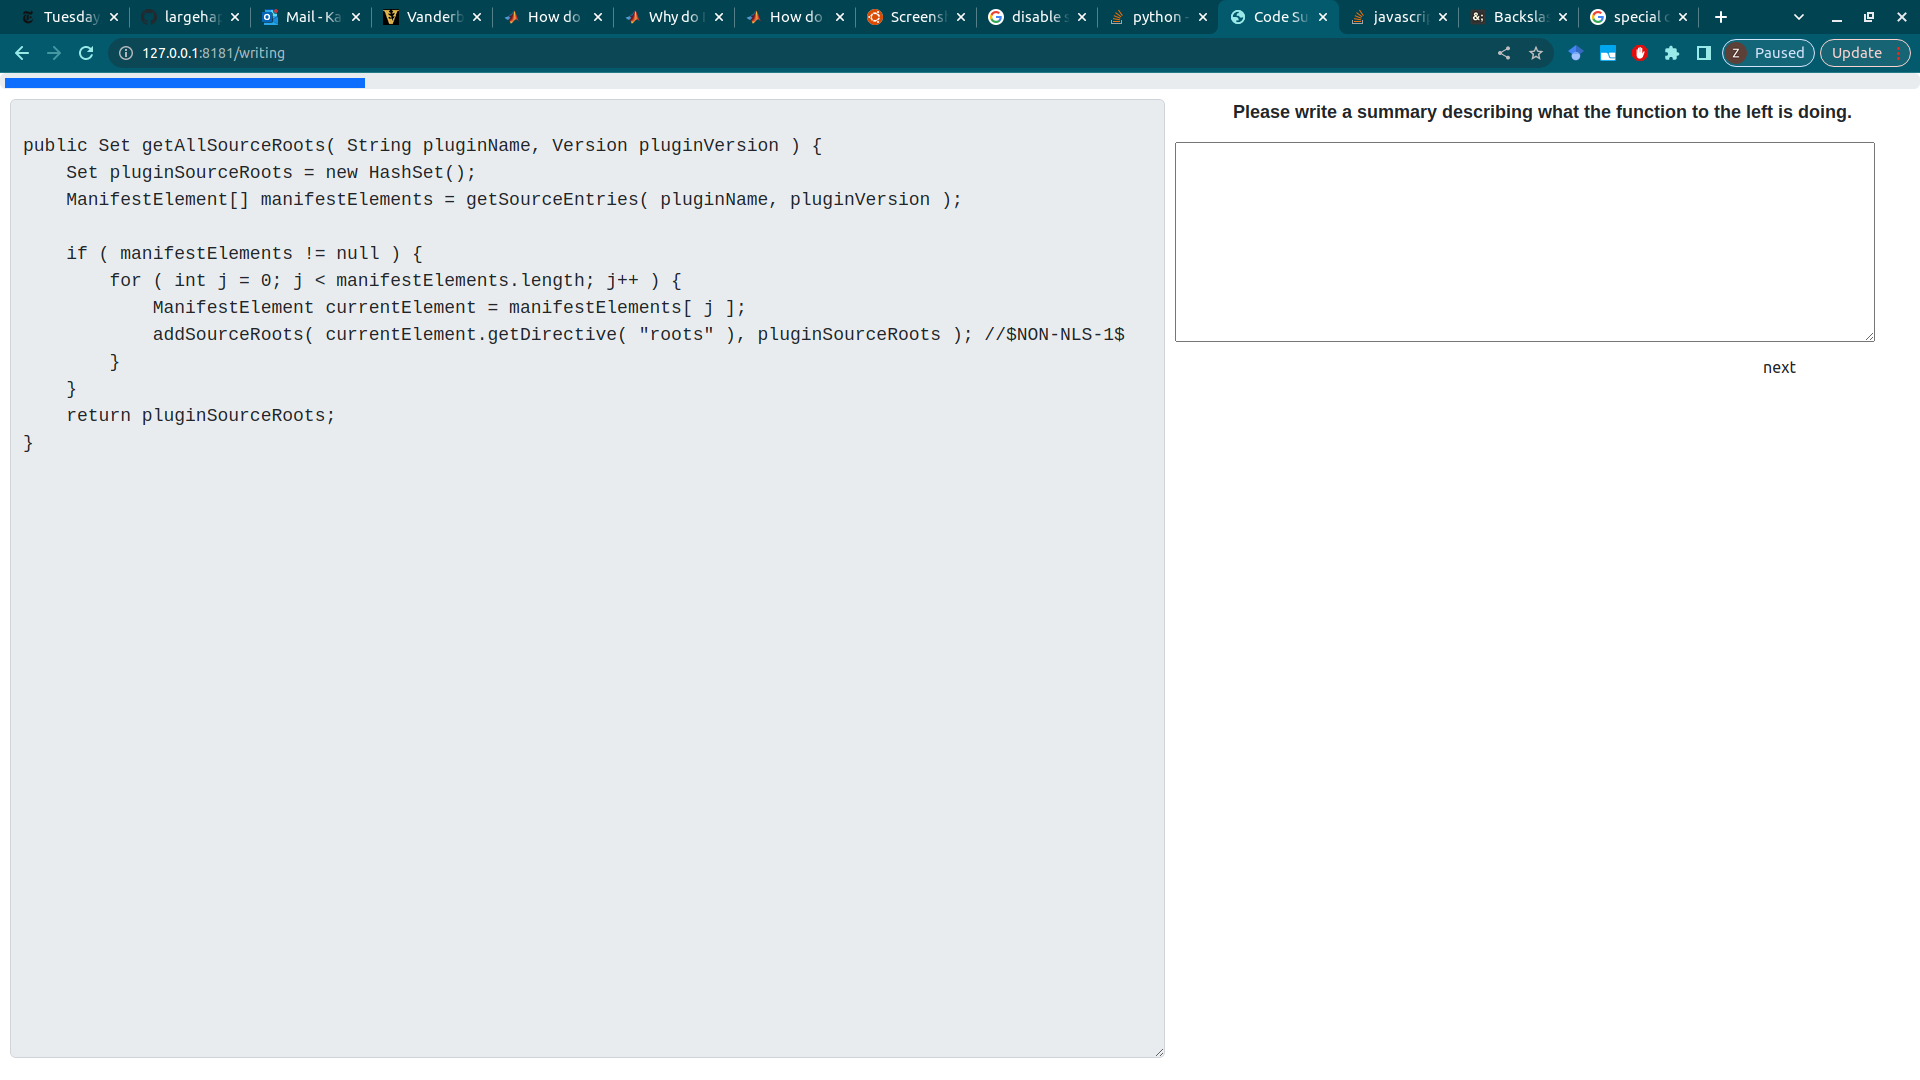 Tuesday
largehap
Mail - Ka
Vanderb
How do
Why do
How do
Screens
disable s
python -
Code Su
javascri
Backsla
special c
127.0.0.1:8181/writing
Z Paused
Update
public Set getAllSourceRoots( String pluginName, Version pluginVersion ) {
    Set pluginSourceRoots = new HashSet();
    ManifestElement[] manifestElements = getSourceEntries( pluginName, pluginVersion );
    if ( manifestElements != null ) {
        for ( int j = 0; j < manifestElements.length; j++ ) {
            ManifestElement currentElement = manifestElements[ j ];
            addSourceRoots( currentElement.getDirective( "roots" ), pluginSourceRoots ); //$NON-NLS-1$
        }
    }
    return pluginSourceRoots;
}
Please write a summary describing what the function to the left is doing.
next